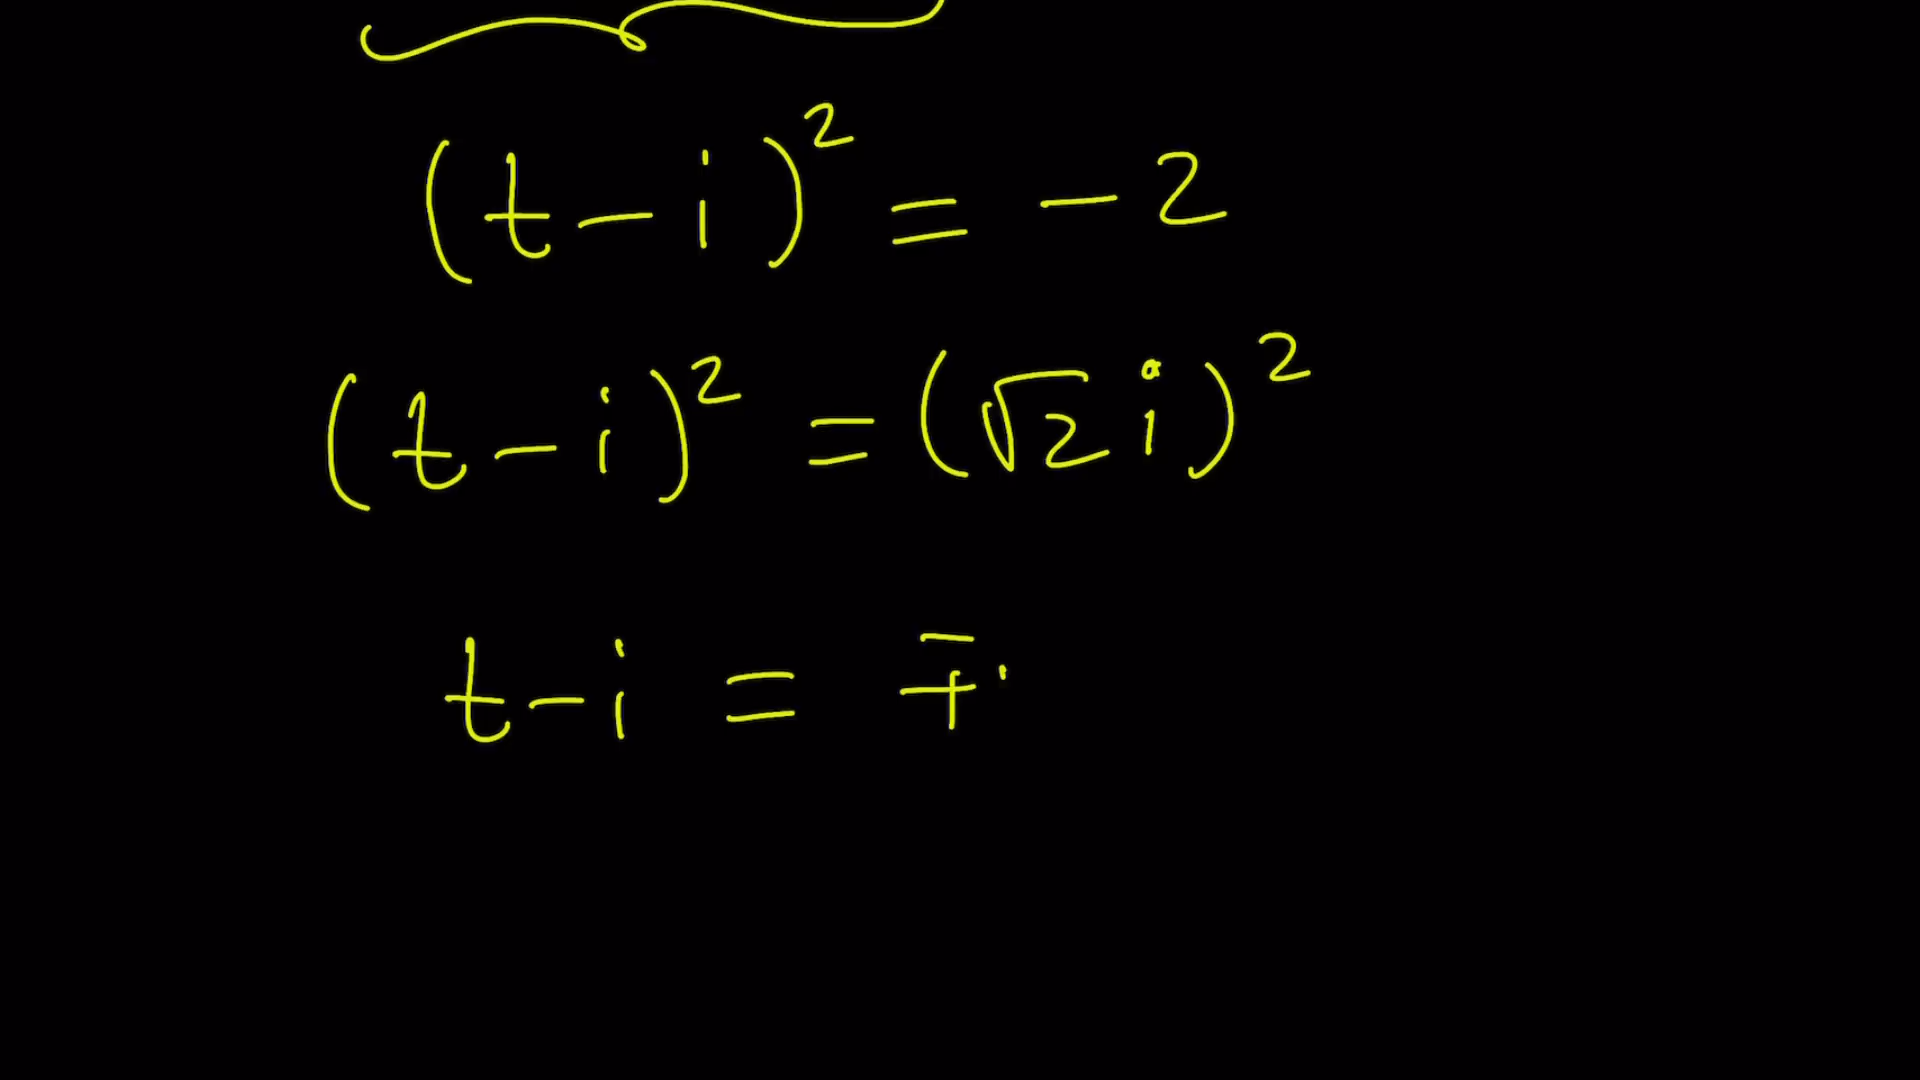 (t-i)² = -2
(t-i)² = (√2 i)²
t-i = ∓